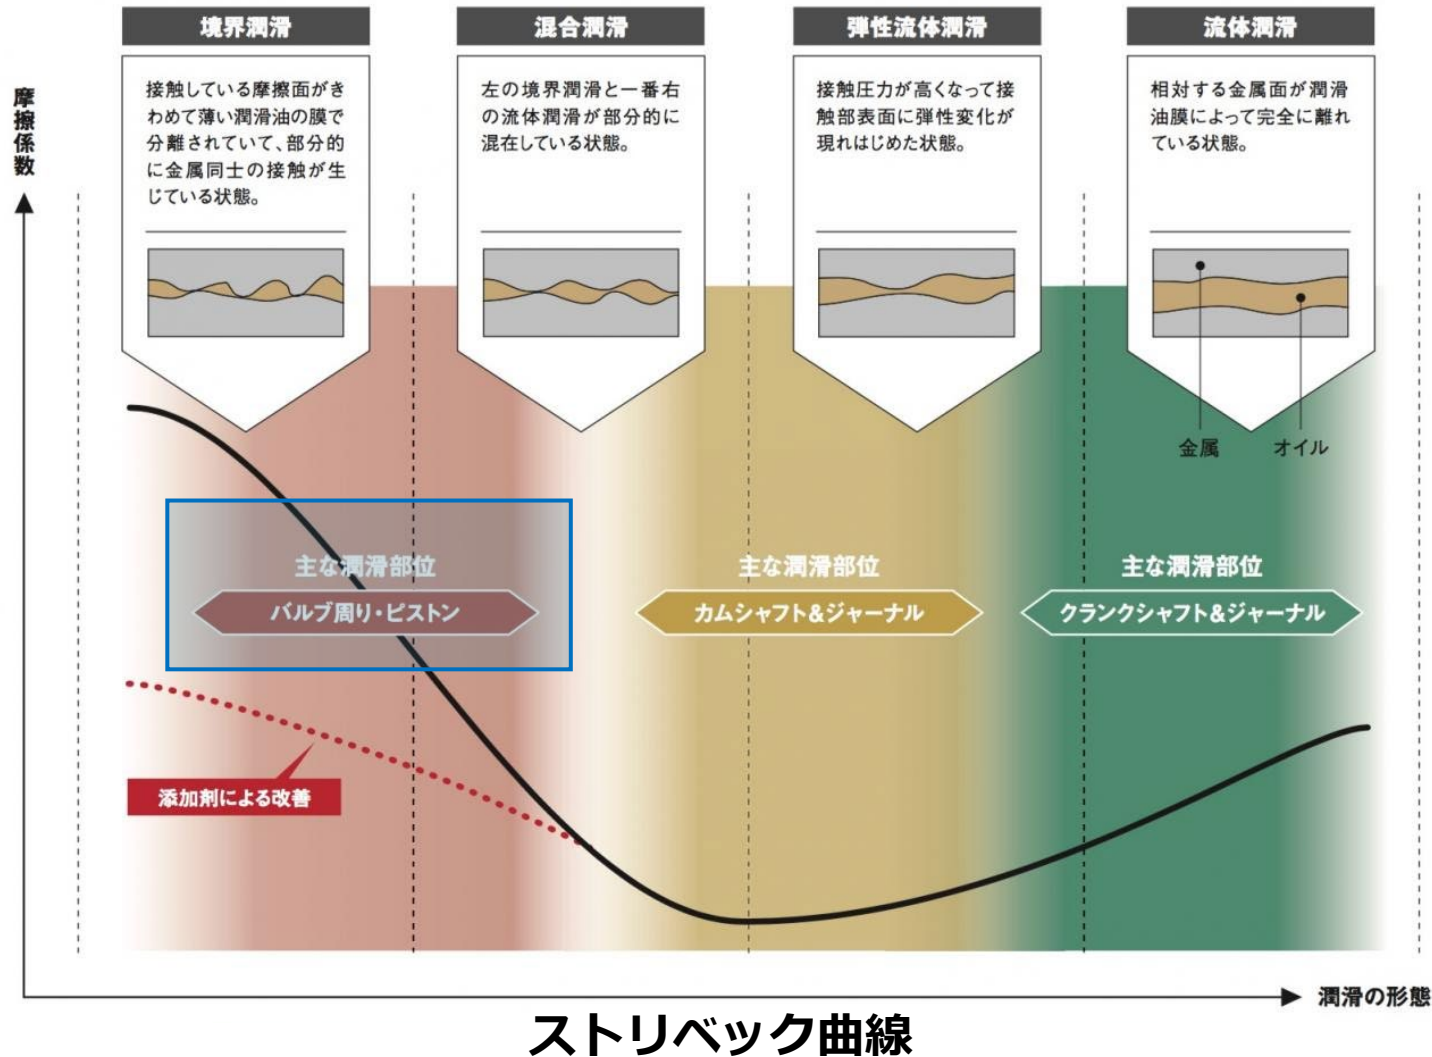 境界潤滑
接触している摩擦面がき
わめて薄い潤滑油の膜で
分離されていて、部分的
に金属同士の接触が生
じている状態。
混合潤滑
左の境界潤滑と一番右
の流体潤滑が部分的に
混在している状態。
弾性流体潤滑
接触圧力が高くなって接
触部表面に弾性変化が
現れはじめた状態。
流体潤滑
相対する金属面が潤滑
油膜によって完全に離れ
ている状態。
金属
オイル
摩擦係数
主な潤滑部位
バルブ周り・ピストン
主な潤滑部位
カムシャフト&ジャーナル
主な潤滑部位
クランクシャフト&ジャーナル
添加剤による改善
潤滑の形態
ストリベック曲線